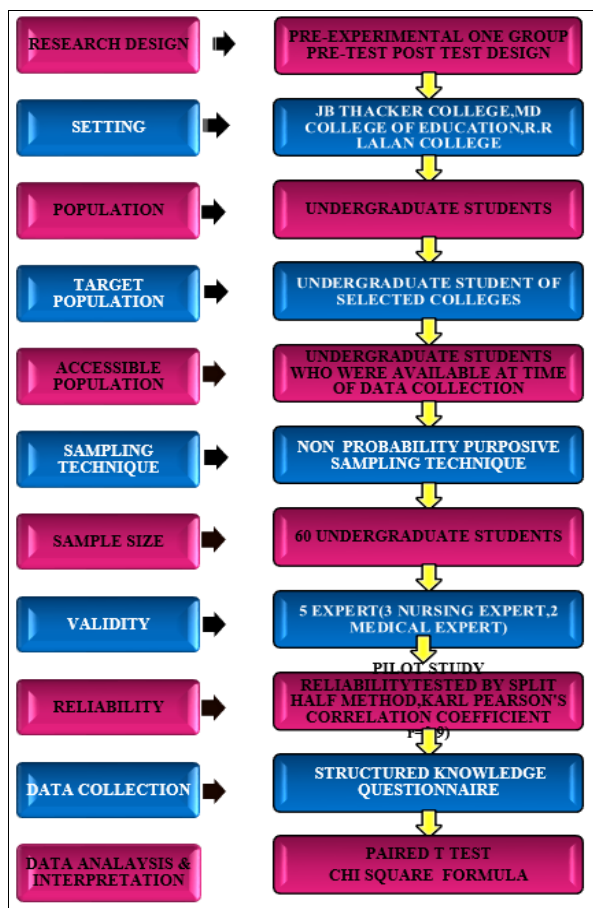 RESEARCH DESIGN
PRE-EXPERIMENTAL ONE GROUP
PRE-TEST POST TEST DESIGN
SETTING
JB THACKER COLLEGE,MD
COLLEGE OF EDUCATION,R.R
LALAN COLLEGE
POPULATION
UNDERGRADUATE STUDENTS
TARGET
POPULATION
UNDERGRADUATE STUDENT OF
SELECTED COLLEGES
ACCESSIBLE
POPULATION
UNDERGRADUATE STUDENTS
WHO WERE AVAILABLE AT TIME
OF DATA COLLECTION
SAMPLING
TECHNIQUE
NON PROBABILITY PURPOSIVE
SAMPLING TECHNIQUE
SAMPLE SIZE
60 UNDERGRADUATE STUDENTS
VALIDITY
5 EXPERT(3 NURSING EXPERT,2
MEDICAL EXPERT)
RELIABILITY
PILOT STUDY
RELIABILITYTESTED BY SPLIT
HALF METHOD,KARL PEARSON'S
CORRELATION COEFFICIENT
DATA COLLECTION
STRUCTURED KNOWLEDGE
QUESTIONNAIRE
DATA ANALAYSIS &
INTERPRETATION
PAIRED T TEST
CHI SQUARE FORMULA